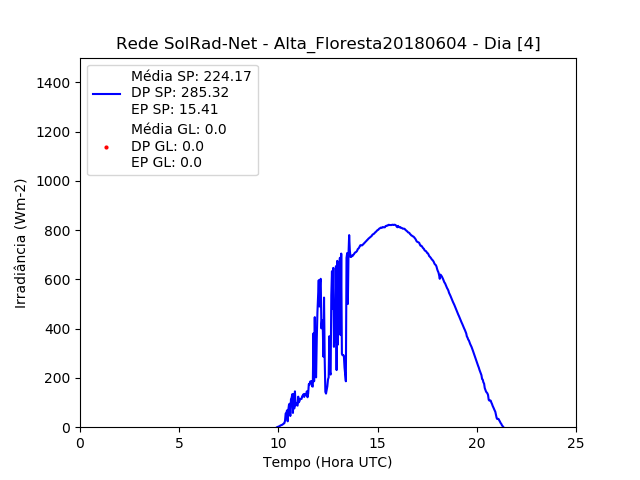 Rede SolRad-Net - Alta_Floresta20180604 - Dia [4]
Média SP: 224.17
DP SP: 285.32
EP SP: 15.41
Média GL: 0.0
DP GL: 0.0
EP GL: 0.0
1400
1200
1000
800
600
400
200
0
Irradiância (Wm-2)
0 5 10 15 20 25
Tempo (Hora UTC)